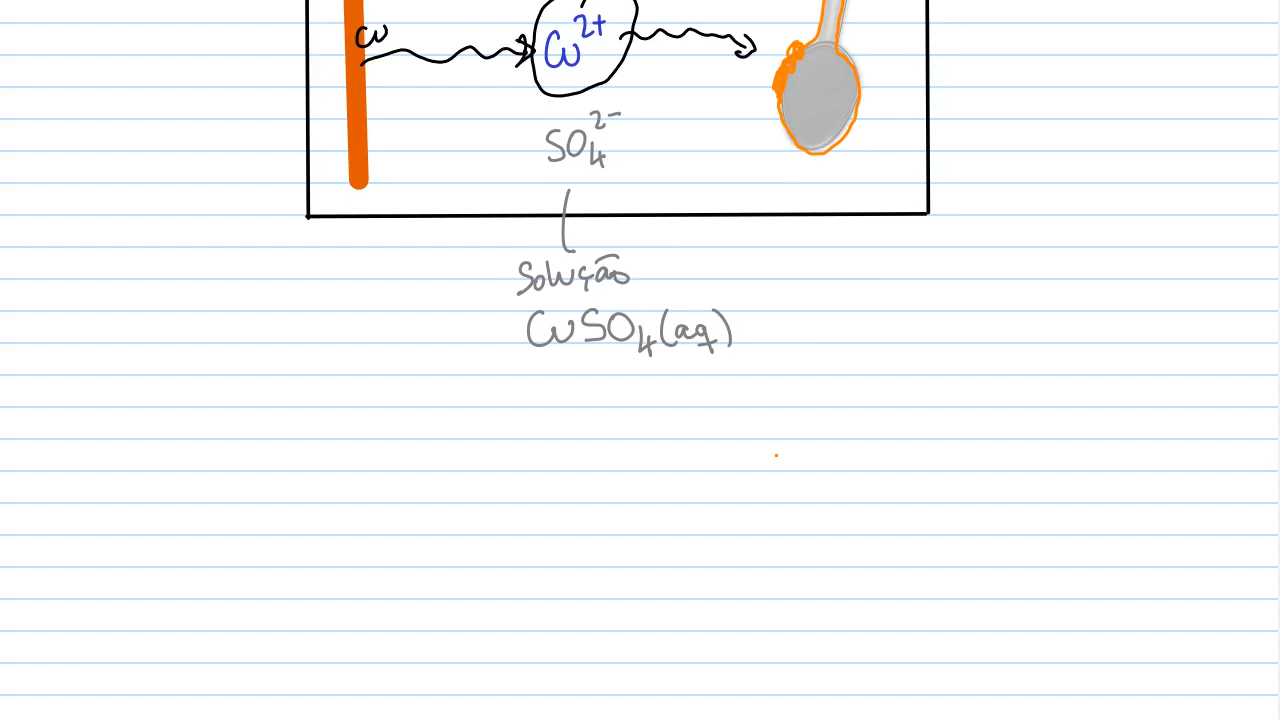 Cu
Cu²⁺
SO₄²⁻
Solução
CuSO₄(aq)